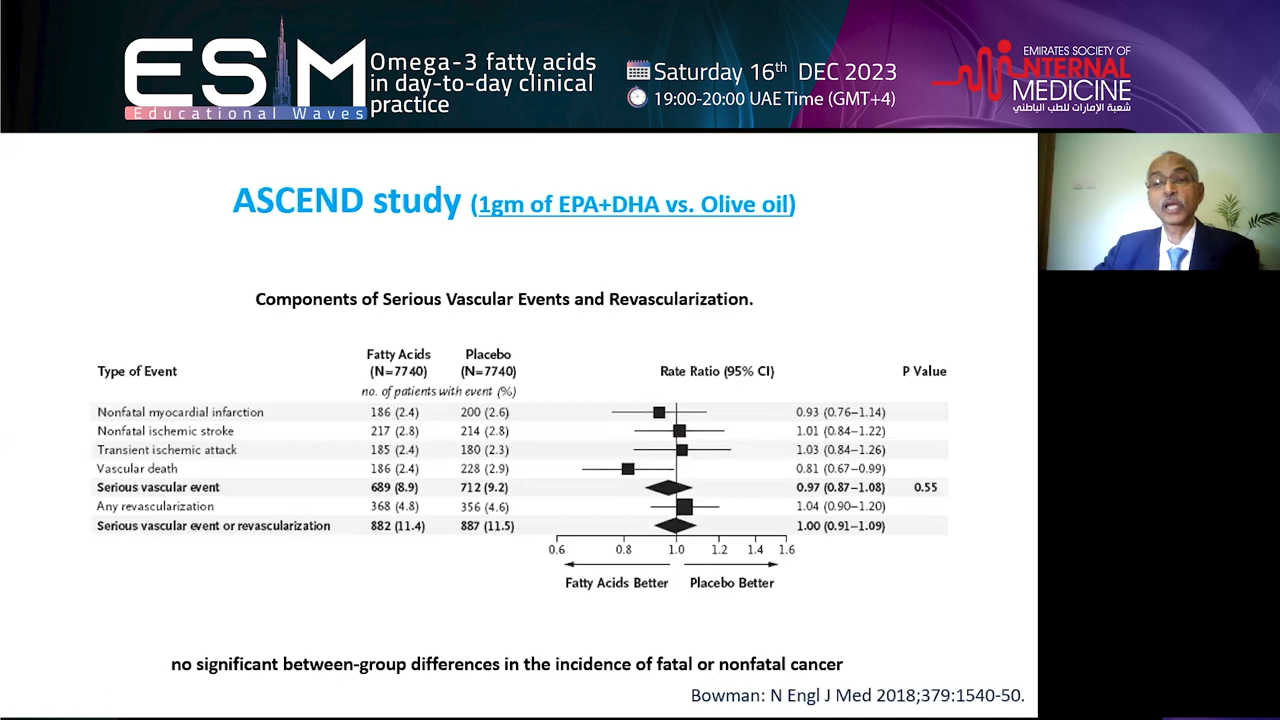 ESM
Educational Waves
Omega-3 fatty acids
in day-to-day clinical
practice
Saturday 16th DEC 2023
19:00-20:00 UAE Time (GMT+4)
EMIRATES SOCIETY OF
INTERNAL
MEDICINE
شعبة الإمارات للطب الباطني
ASCEND study (1gm of EPA+DHA vs. Olive oil)
Components of Serious Vascular Events and Revascularization.
Type of Event Fatty Acids (N=7740) Placebo (N=7740) Rate Ratio (95% CI) P Value
no. of patients with event (%)
Nonfatal myocardial infarction 186 (2.4) 200 (2.6) 0.93 (0.76–1.14)
Nonfatal ischemic stroke 217 (2.8) 214 (2.8) 1.01 (0.84–1.22)
Transient ischemic attack 185 (2.4) 180 (2.3) 1.03 (0.84–1.26)
Vascular death 186 (2.4) 228 (2.9) 0.81 (0.67–0.99)
Serious vascular event 689 (8.9) 712 (9.2) 0.97 (0.87–1.08) 0.55
Any revascularization 368 (4.8) 356 (4.6) 1.04 (0.90–1.20)
Serious vascular event or revascularization 882 (11.4) 887 (11.5) 1.00 (0.91–1.09)
0.6 0.8 1.0 1.2 1.4 1.6
Fatty Acids Better Placebo Better
no significant between-group differences in the incidence of fatal or nonfatal cancer
Bowman: N Engl J Med 2018;379:1540-50.